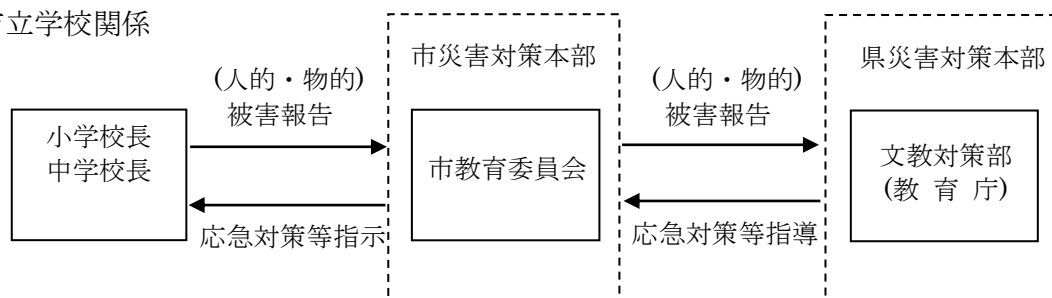 立学校関係
市災害対策本部
県災害対策本部
(人的・物的)
被害報告
(人的・物的)
被害報告
小学校長
中学校長
市教育委員会
文教対策部
(教 育 庁)
応急対策等指示
応急対策等指導